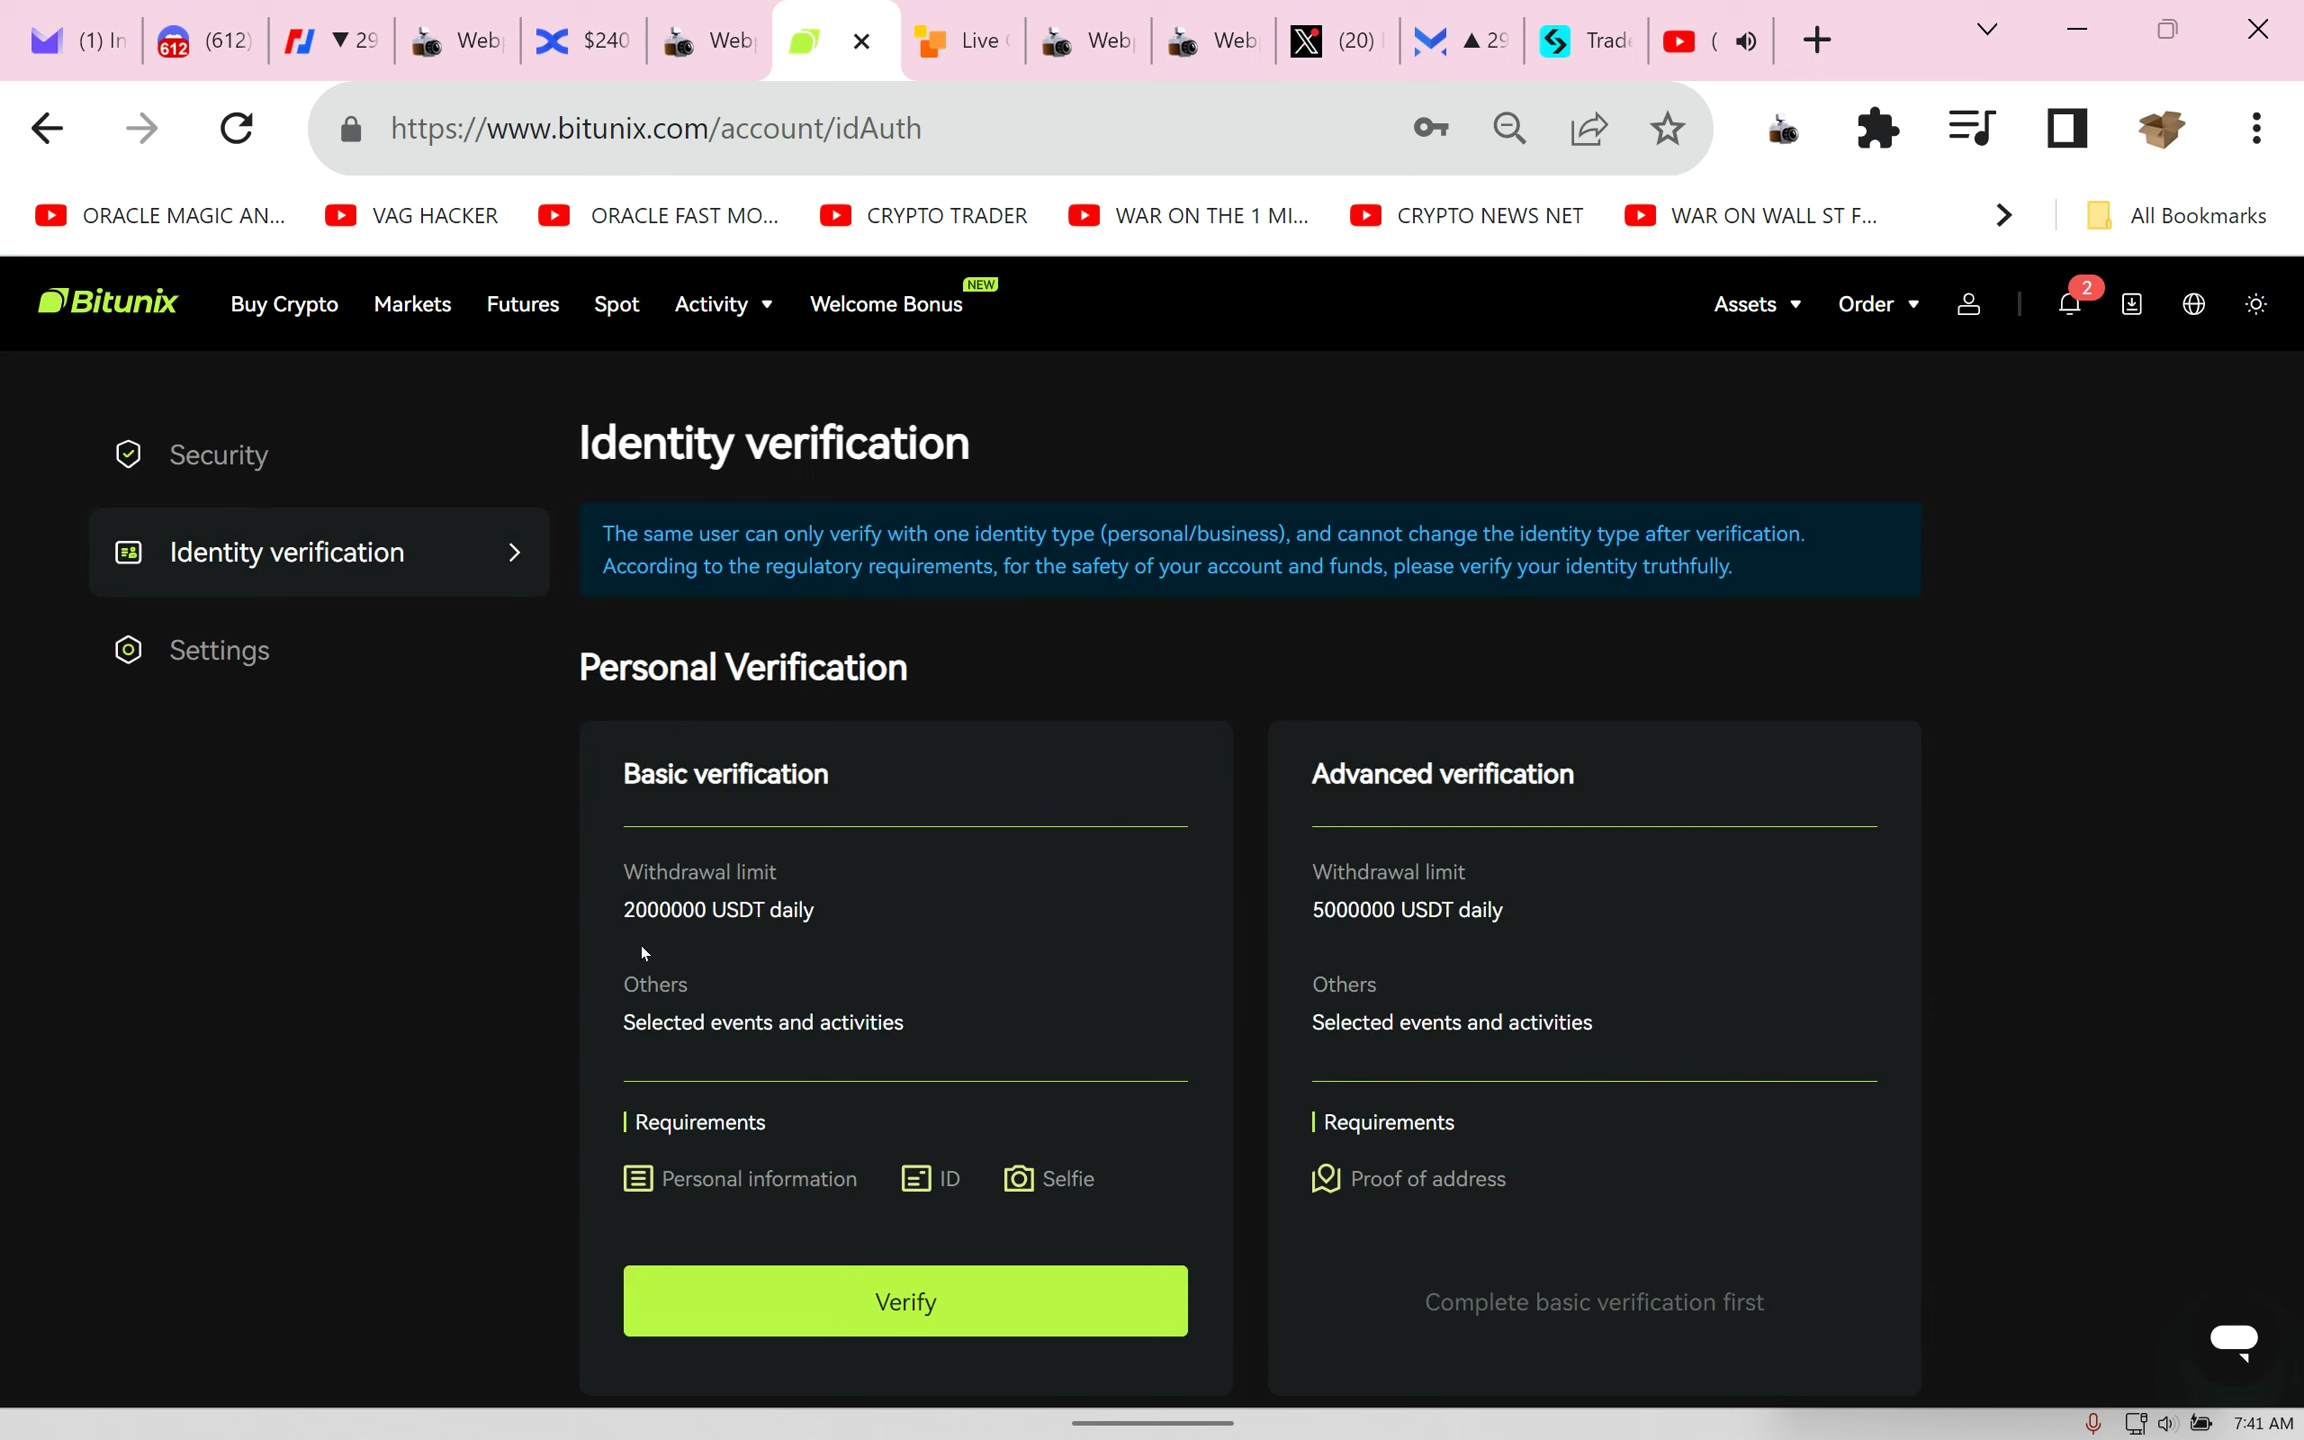 (1) In
612
(612)
▼ 29
Web
$240
Web
Live
Web
Web
(20)
▲ 29
Trade
(
https://www.bitunix.com/account/idAuth
ORACLE MAGIC AN...
VAG HACKER
ORACLE FAST MO...
CRYPTO TRADER
WAR ON THE 1 MI...
CRYPTO NEWS NET
WAR ON WALL ST F...
All Bookmarks
Bitunix
Buy Crypto
Markets
Futures
Spot
Activity
Welcome Bonus
NEW
Assets
Order
2
Security
Identity verification
Settings
Identity verification
The same user can only verify with one identity type (personal/business), and cannot change the identity type after verification.
According to the regulatory requirements, for the safety of your account and funds, please verify your identity truthfully.
Personal Verification
Basic verification
Withdrawal limit
2000000 USDT daily
Others
Selected events and activities
Requirements
Personal information
ID
Selfie
Verify
Advanced verification
Withdrawal limit
5000000 USDT daily
Others
Selected events and activities
Requirements
Proof of address
Complete basic verification first
7:41 AM